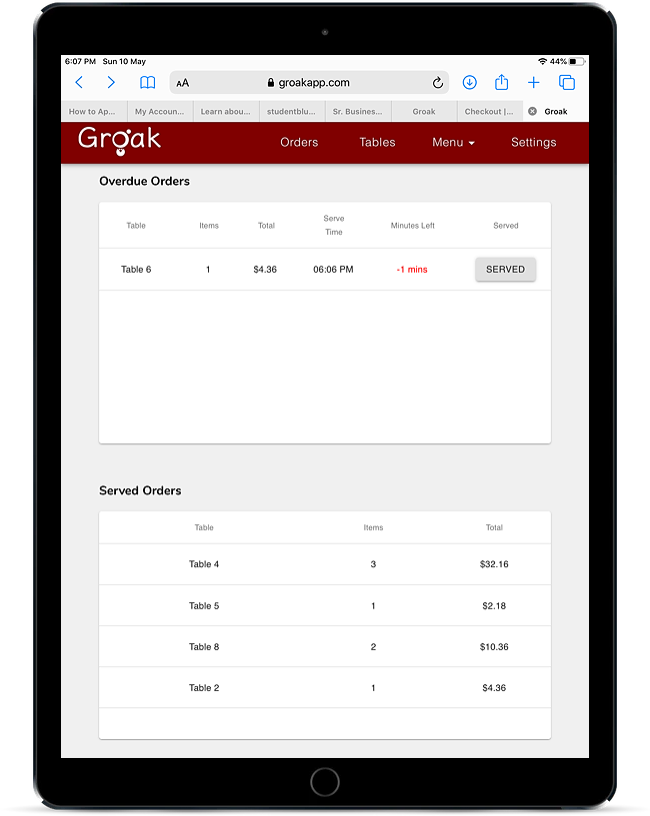 6:07 PM Sun 10 May
44%
AA groakapp.com
How to Ap... My Accoun... Learn abou... studentblu... Sr. Busines... Groak Checkout |... Groak
Groak Orders Tables Menu Settings
Overdue Orders
Table Items Total Serve Time Minutes Left Served
Table 6 1 $4.36 06:06 PM -1 mins SERVED
Served Orders
Table Items Total
Table 4 3 $32.16
Table 5 1 $2.18
Table 8 2 $10.36
Table 2 1 $4.36